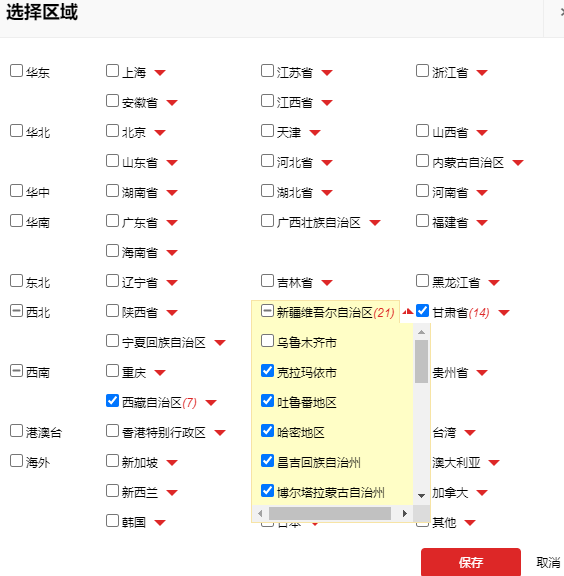 选择区域
华东 上海 江苏省 浙江省
安徽省 江西省
华北 北京 天津 山西省
山东省 河北省 内蒙古自治区
华中 湖南省 湖北省 河南省
华南 广东省 广西壮族自治区 福建省
海南省
东北 辽宁省 吉林省 黑龙江省
西北 陕西省 新疆维吾尔自治区(21) 甘肃省(14)
宁夏回族自治区 乌鲁木齐市
西南 重庆 克拉玛依市 贵州省
西藏自治区(7) 吐鲁番地区
港澳台 香港特别行政区 哈密地区 台湾
海外 新加坡 昌吉回族自治州 澳大利亚
新西兰 博尔塔拉蒙古自治州 加拿大
韩国 日本 其他
保存 取消